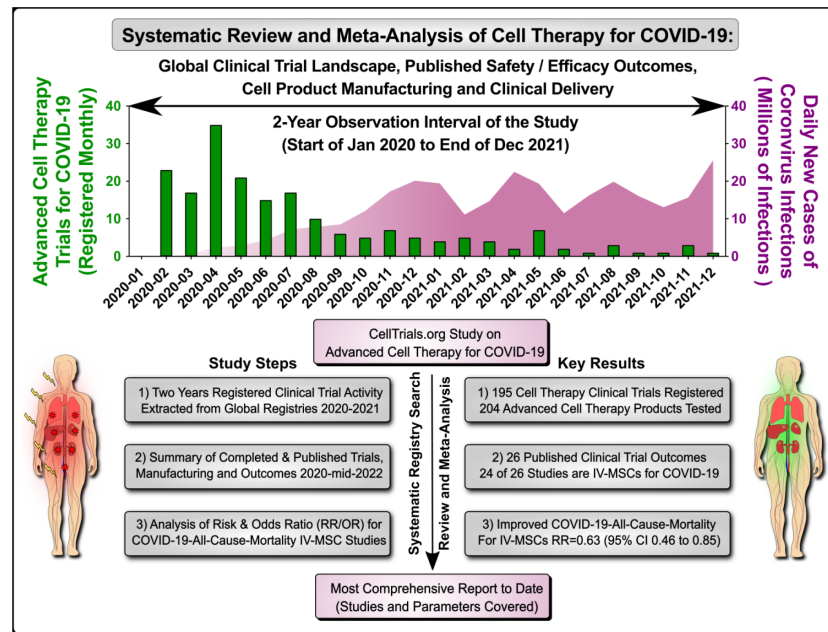 Systematic Review and Meta-Analysis of Cell Therapy for COVID-19:
Global Clinical Trial Landscape, Published Safety / Efficacy Outcomes,
Cell Product Manufacturing and Clinical Delivery
2-Year Observation Interval of the Study
(Start of Jan 2020 to End of Dec 2021)
Advanced Cell Therapy
Trials for COVID-19
(Registered Monthly)
40
30
20
10
0
40
30
20
10
0
Daily New Cases of
Coronvirus Infections
( Millions of Infections )
2020-01
2020-02
2020-03
2020-04
2020-05
2020-06
2020-07
2020-08
2020-09
2020-10
2020-11
2020-12
2021-01
2021-02
2021-03
2021-04
2021-05
2021-06
2021-07
2021-08
2021-09
2021-10
2021-11
2021-12
CellTrials.org Study on
Advanced Cell Therapy for COVID-19
Study Steps
1) Two Years Registered Clinical Trial Activity
Extracted from Global Registries 2020-2021
2) Summary of Completed & Published Trials,
Manufacturing and Outcomes 2020-mid-2022
3) Analysis of Risk & Odds Ratio (RR/OR) for
COVID-19-All-Cause-Mortality IV-MSC Studies
Systematic Registry Search
Review and Meta-Analysis
Key Results
1) 195 Cell Therapy Clinical Trials Registered
204 Advanced Cell Therapy Products Tested
2) 26 Published Clinical Trial Outcomes
24 of 26 Studies are IV-MSCs for COVID-19
3) Improved COVID-19-All-Cause-Mortality
For IV-MSCs RR=0.63 (95% CI 0.46 to 0.85)
Most Comprehensive Report to Date
(Studies and Parameters Covered)